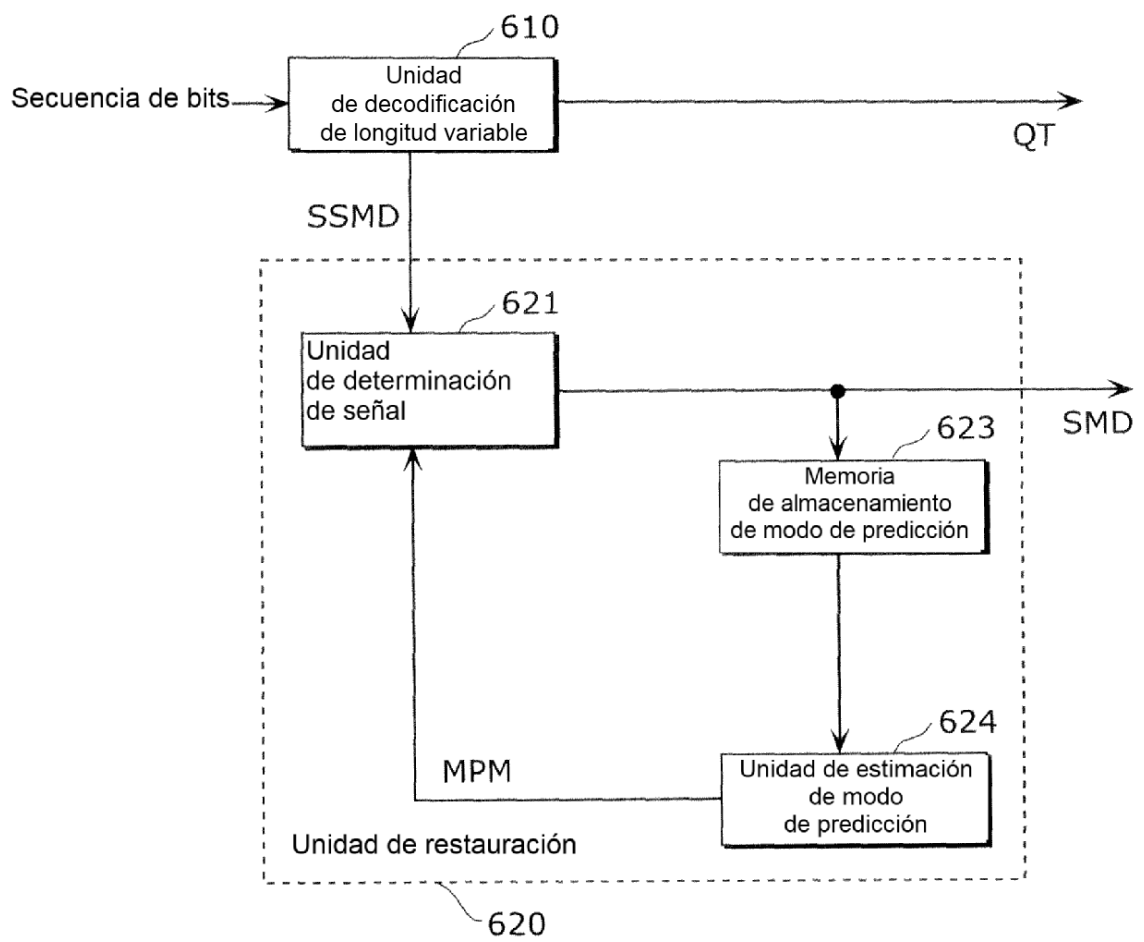 610
Unidad
de decodificación
de longitud variable
Secuencia de bits
QT
SSMD
621
Unidad
de determinación
de señal
SMD
623
Memoria
de almacenamiento
de modo de predicción
624
Unidad de estimación
de modo
de predicción
MPM
Unidad de restauración
620